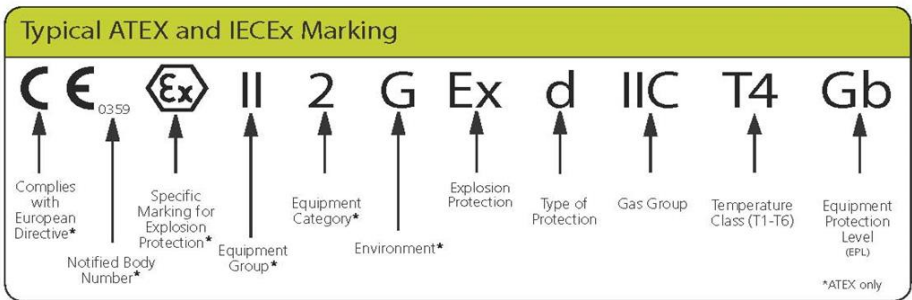 Typical ATEX and IECEx Marking
CE 0359 Ex II 2 G Ex d IIC T4 Gb
Complies
with
European
Directive*
Notified Body
Number*
Specific
Marking for
Explosion
Protection*
Equipment
Group*
Equipment
Category*
Environment*
Explosion
Protection
Type of
Protection
Gas Group
Temperature
Class (T1-T6)
Equipment
Protection
Level
(EPL)
*ATEX only